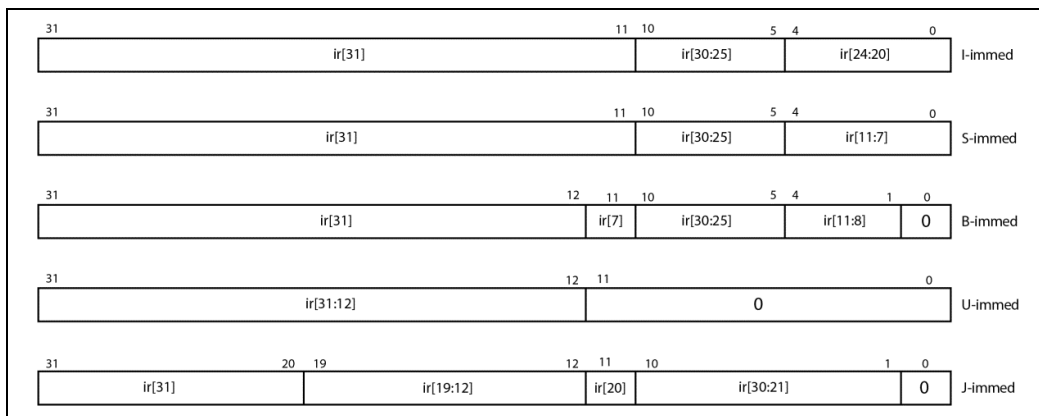 31 11 10 5 4 0
ir[31] ir[30:25] ir[24:20] I-immed
31 11 10 5 4 0
ir[31] ir[30:25] ir[11:7] S-immed
31 12 11 10 5 4 1 0
ir[31] ir[7] ir[30:25] ir[11:8] 0 B-immed
31 12 11 0
ir[31:12] 0 U-immed
31 20 19 12 11 10 1 0
ir[31] ir[19:12] ir[20] ir[30:21] 0 J-immed